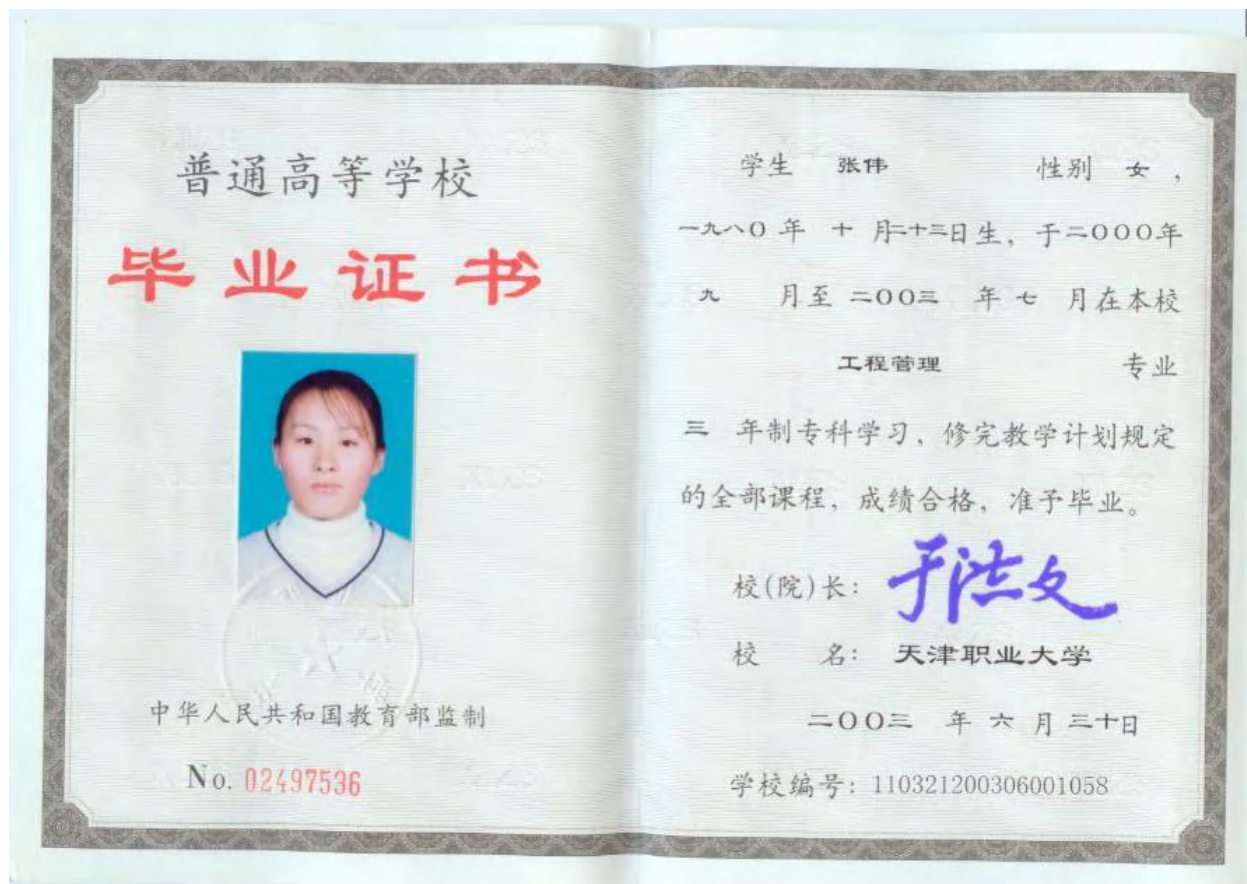 普通高等学校
毕业证书
中华人民共和国教育部监制
No. 02497536
学生 张伟 性别 女，
一九八〇年 十 月二十三日生，于二〇〇〇年
九 月至 二〇〇三 年 七 月在本校
工程管理 专业
三 年制专科学习，修完教学计划规定
的全部课程，成绩合格，准予毕业。
校(院)长：于洪文
校 名：天津职业大学
二〇〇三 年 六 月 三十日
学校编号：110321200306001058